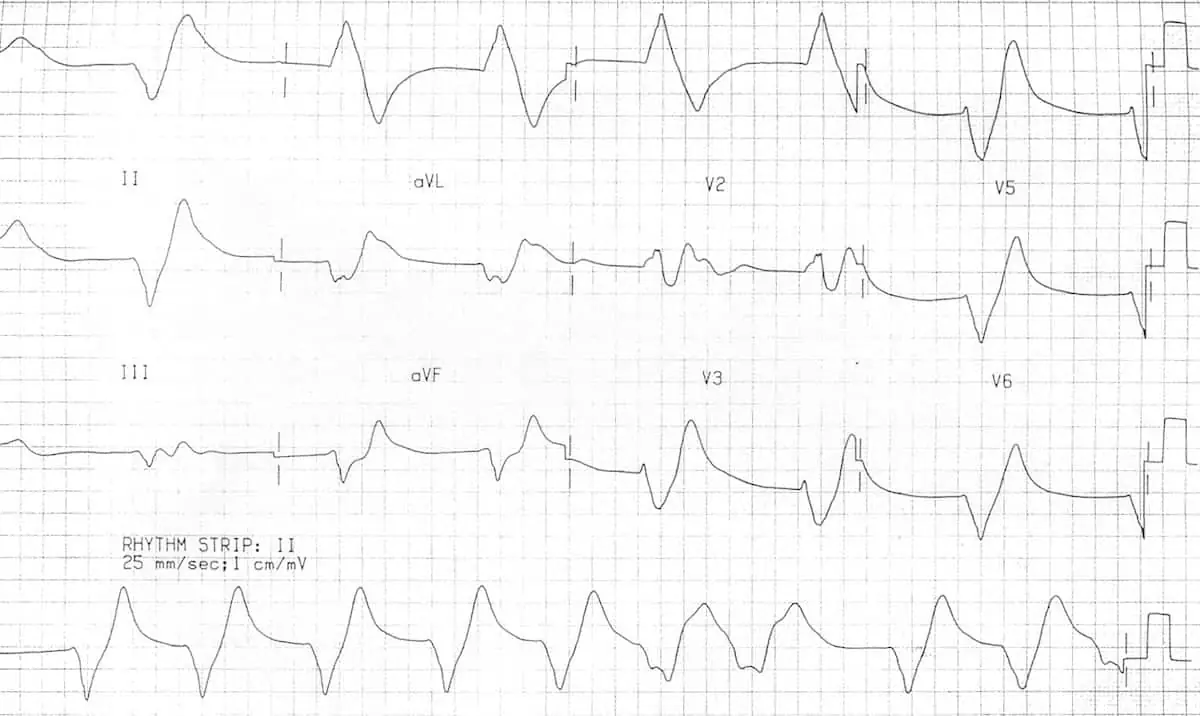 II
aVL
V2
V5
III
aVF
V3
V6
RHYTHM STRIP: II
25 mm/sec;1 cm/mV